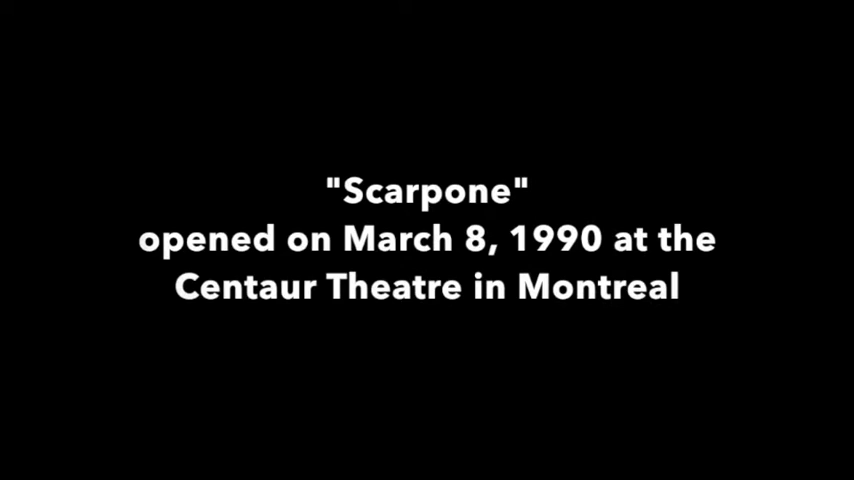 "Scarpone"
opened on March 8, 1990 at the
Centaur Theatre in Montreal